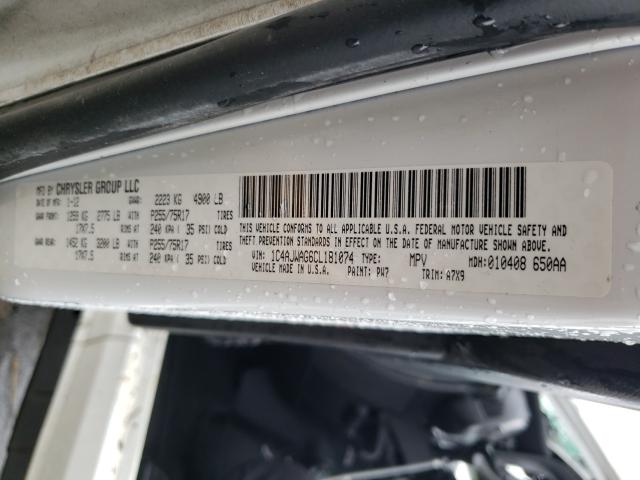 MFD BY CHRYSLER GROUP LLC
DATE OF MFR 1-12 GVWR: 2223 KG 4900 LB
GAWR FRONT: 1259 KG 2775 LB WITH P255/75R17 TIRES
17X7.5 RIMS AT 240 KPA ( 35 PSI) COLD
GAWR REAR: 1452 KG 3200 LB WITH P255/75R17 TIRES
17X7.5 RIMS AT 240 KPA ( 35 PSI) COLD
THIS VEHICLE CONFORMS TO ALL APPLICABLE U.S.A. FEDERAL MOTOR VEHICLE SAFETY AND
THEFT PREVENTION STANDARDS IN EFFECT ON THE DATE OF MANUFACTURE SHOWN ABOVE.
VIN: 1C4AJWAG6CL181074 TYPE: MPV MDH: 010408 650AA
VEHICLE MADE IN U.S.A. PAINT: PW7 TRIM: A7X9